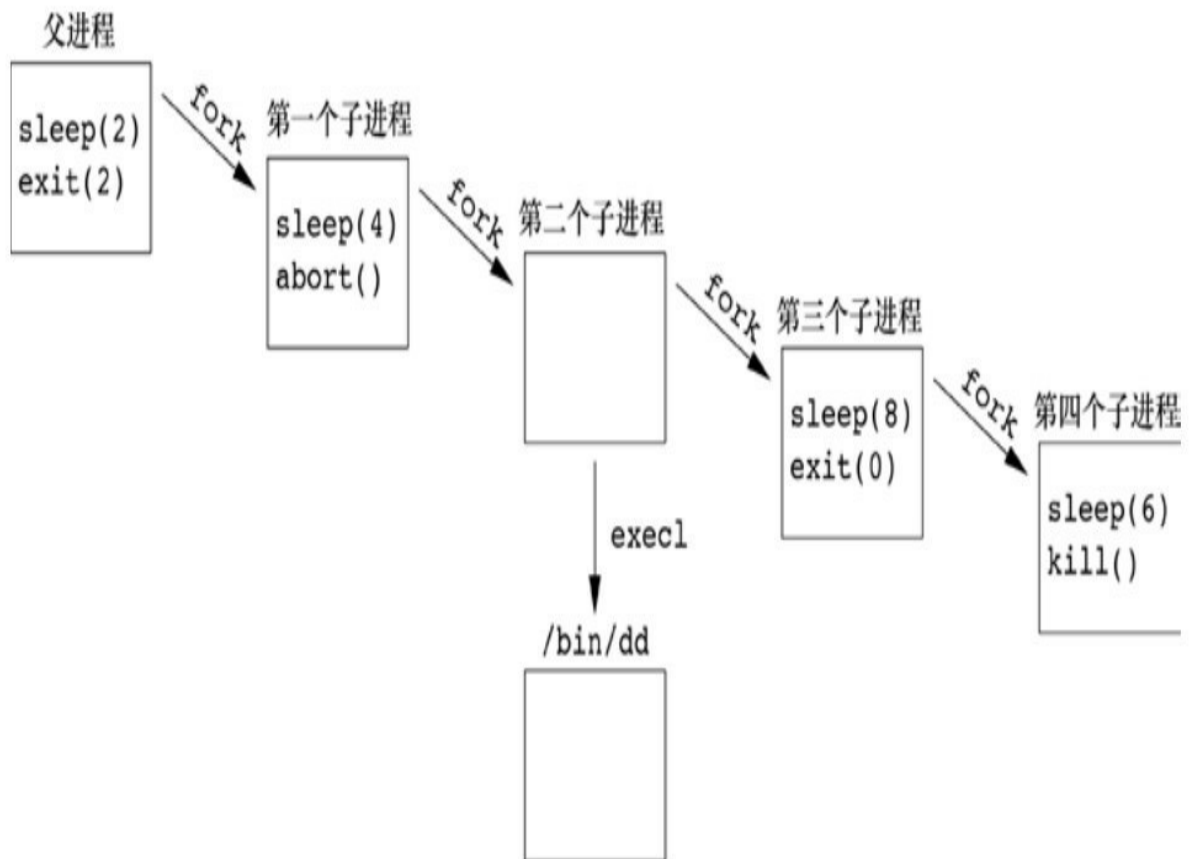 父进程
sleep(2)
exit(2)
fork
第一个子进程
sleep(4)
abort()
fork
第二个子进程
fork
第三个子进程
sleep(8)
exit(0)
fork
第四个子进程
sleep(6)
kill()
execl
/bin/dd